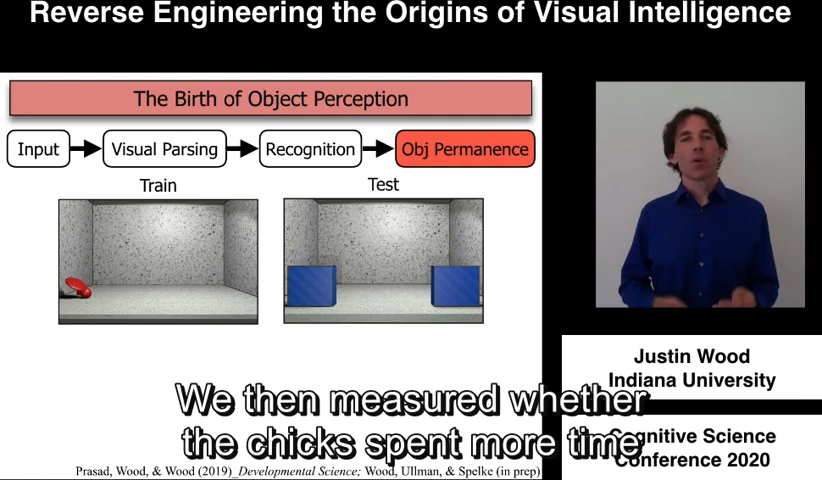 Reverse Engineering the Origins of Visual Intelligence
The Birth of Object Perception
Input Visual Parsing Recognition Obj Permanence
Train Test
Justin Wood
Indiana University
We then measured whether
the chicks spent more time
Cognitive Science
Conference 2020
Prasad, Wood, & Wood (2019)_Developmental Science; Wood, Ullman, & Spelke (in prep)